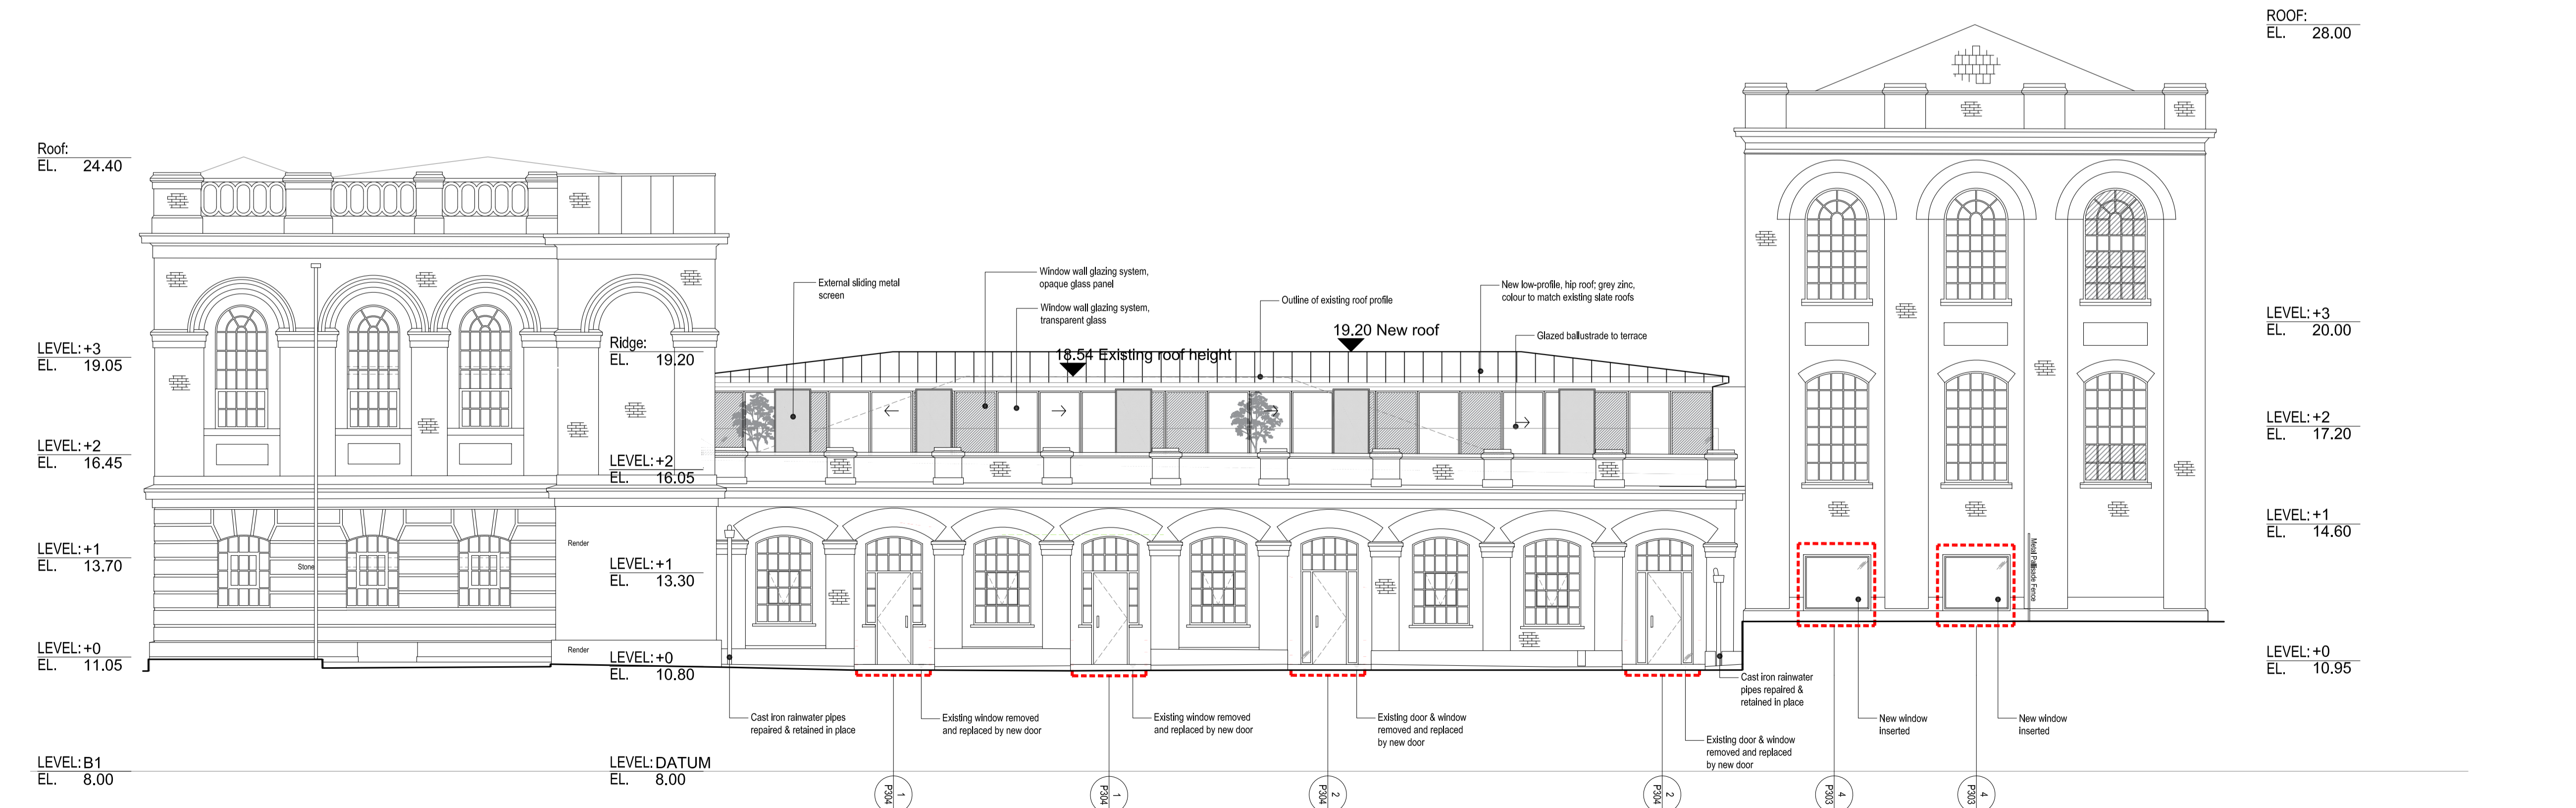 ROOF:
EL. 28.00
Roof:
EL. 24.40
LEVEL: +3
EL. 19.05
LEVEL: +2
EL. 16.45
LEVEL: +1
EL. 13.70
LEVEL: +0
EL. 11.05
LEVEL: B1
EL. 8.00
Stone
Render
Render
Ridge:
EL. 19.20
LEVEL: +2
EL. 16.05
LEVEL: +1
EL. 13.30
LEVEL: +0
EL. 10.80
LEVEL: DATUM
EL. 8.00
External sliding metal
screen
Window wall glazing system,
opaque glass panel
Window wall glazing system,
transparent glass
18.54 Existing roof height
Outline of existing roof profile
19.20 New roof
New low-profile, hip roof; grey zinc,
colour to match existing slate roofs
Glazed ballustrade to terrace
LEVEL: +3
EL. 20.00
LEVEL: +2
EL. 17.20
LEVEL: +1
EL. 14.60
LEVEL: +0
EL. 10.95
Metal Pallisade Fence
Cast iron rainwater pipes
repaired & retained in place
Existing window removed
and replaced by new door
Existing window removed
and replaced by new door
Existing door & window
removed and replaced
by new door
Existing door & window
removed and replaced
by new door
Cast iron rainwater
pipes repaired &
retained in place
New window
inserted
New window
inserted
1
P304
1
P304
2
P304
2
P304
4
P303
4
P303